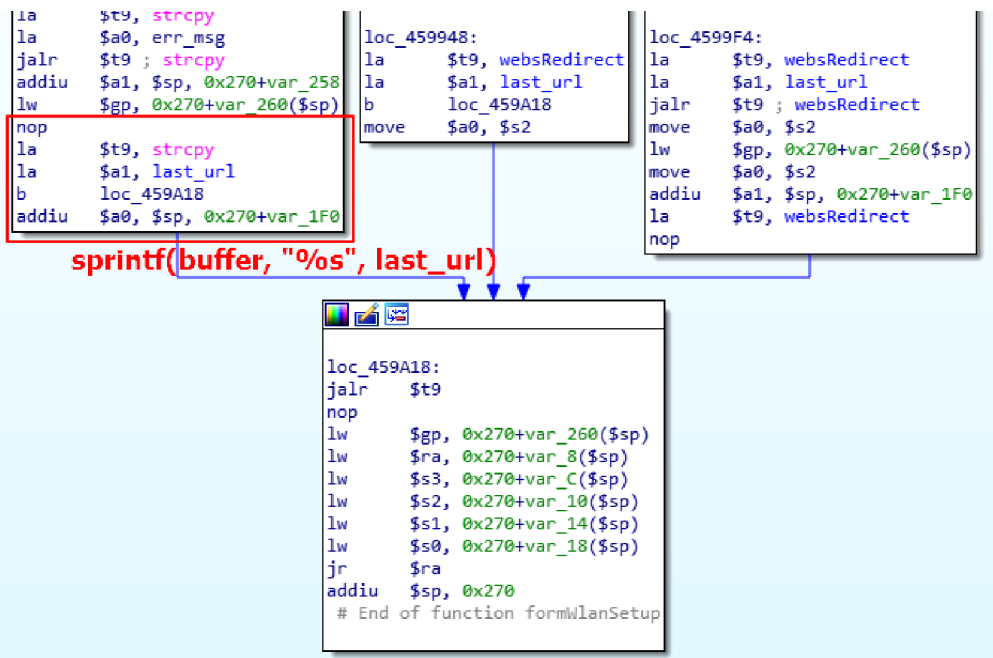 la $t9, strcpy
la $a0, err_msg
jalr $t9 ; strcpy
addiu $a1, $sp, 0x270+var_258
lw $gp, 0x270+var_260($sp)
nop
la $t9, strcpy
la $a1, last_url
b loc_459A18
addiu $a0, $sp, 0x270+var_1F0
loc_459948:
la $t9, websRedirect
la $a1, last_url
b loc_459A18
move $a0, $s2
loc_4599F4:
la $t9, websRedirect
la $a1, last_url
jalr $t9 ; websRedirect
move $a0, $s2
lw $gp, 0x270+var_260($sp)
move $a0, $s2
addiu $a1, $sp, 0x270+var_1F0
la $t9, websRedirect
nop
sprintf(buffer, "%s", last_url)
loc_459A18:
jalr $t9
nop
lw $gp, 0x270+var_260($sp)
lw $ra, 0x270+var_8($sp)
lw $s3, 0x270+var_C($sp)
lw $s2, 0x270+var_10($sp)
lw $s1, 0x270+var_14($sp)
lw $s0, 0x270+var_18($sp)
jr $ra
addiu $sp, 0x270
# End of function formWlanSetup